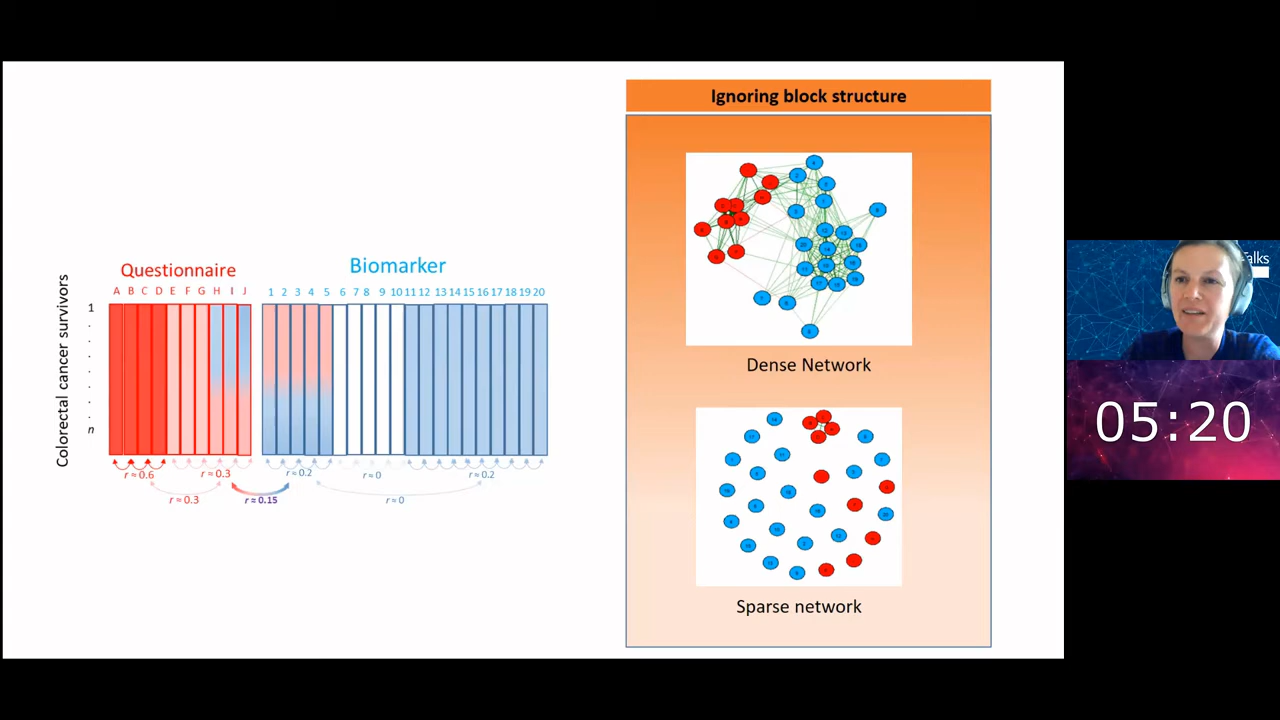 Ignoring block structure
Questionnaire
Biomarker
A B C D E F G H I J
1 2 3 4 5 6 7 8 9 10 11 12 13 14 15 16 17 18 19 20
Colorectal cancer survivors
1
.
.
.
.
.
.
.
n
r ≈ 0.6
r ≈ 0.3
r ≈ 0.2
r ≈ 0
r ≈ 0.2
r ≈ 0.3
r ≈ 0.15
r ≈ 0
Dense Network
Sparse network
alks
05:20